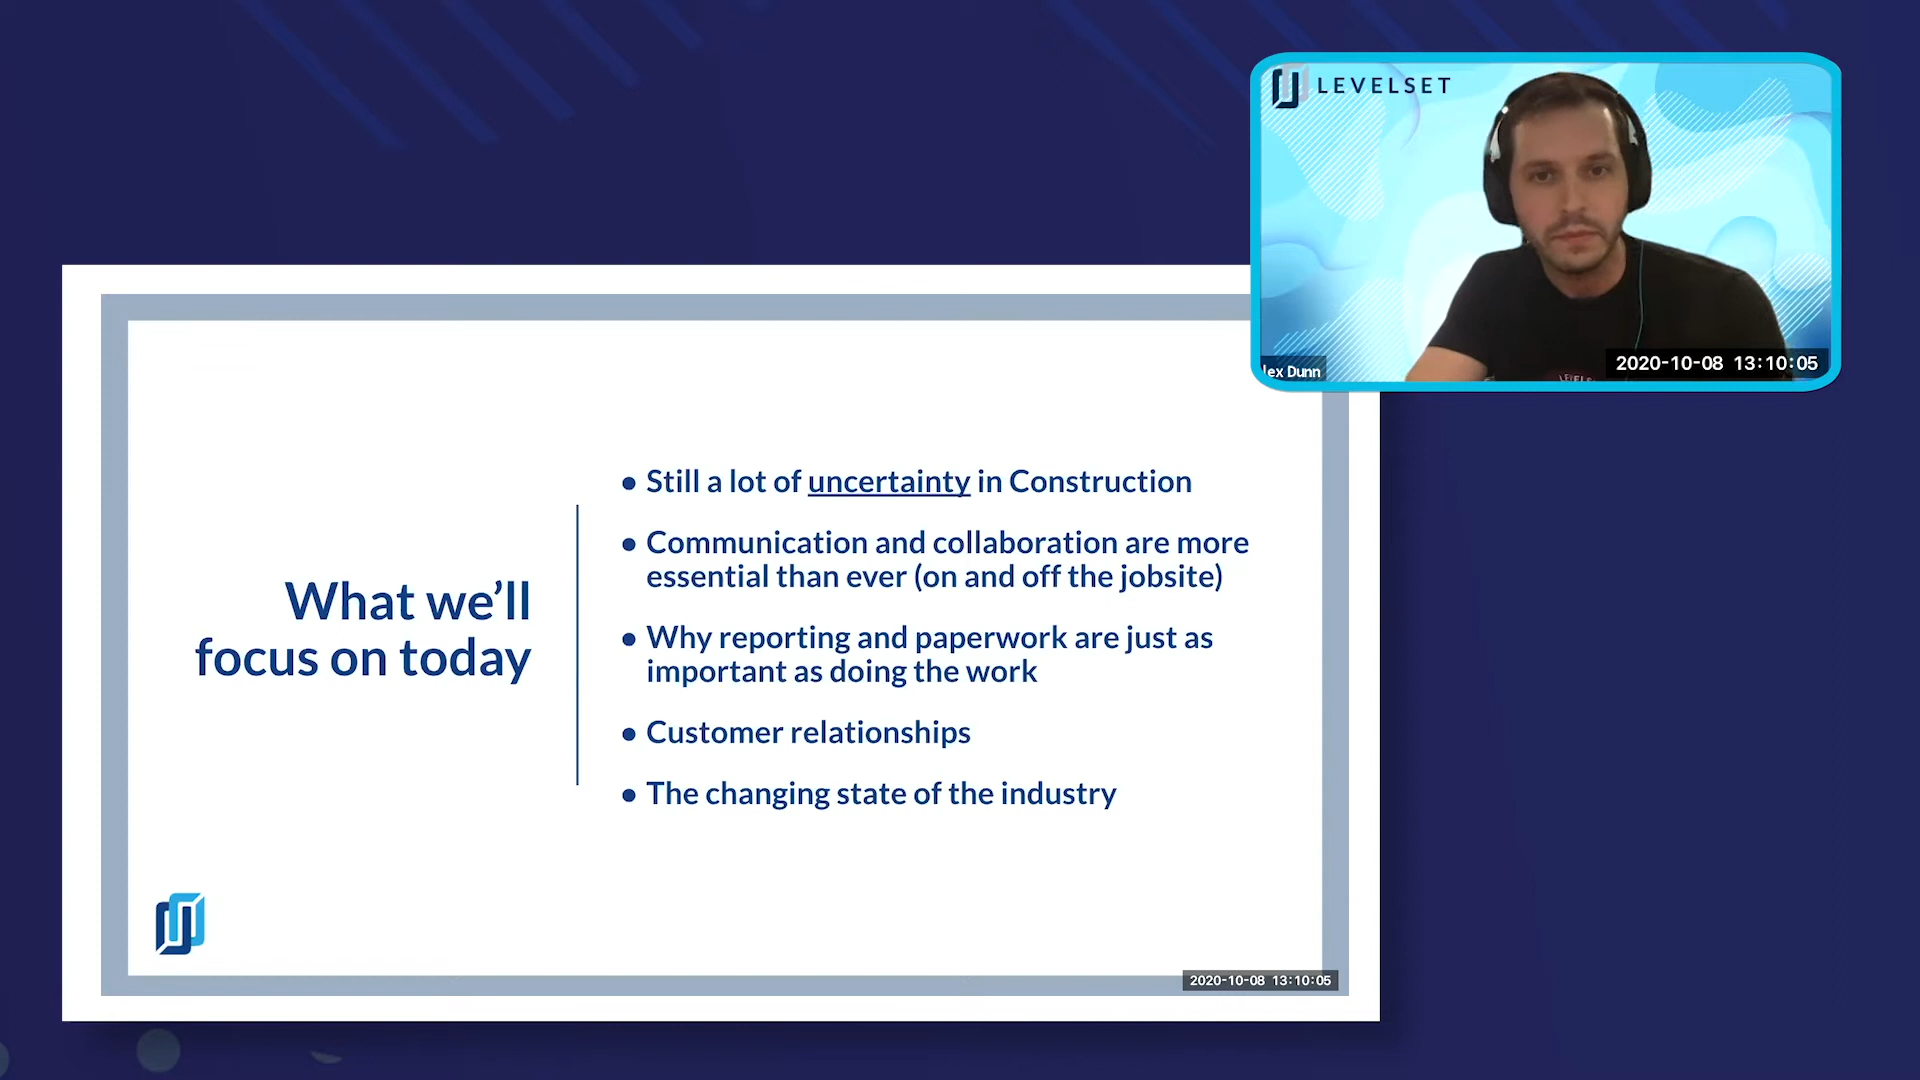 LEVELSET
lex Dunn
2020-10-08 13:10:05
What we'll
focus on today
● Still a lot of uncertainty in Construction
● Communication and collaboration are more
essential than ever (on and off the jobsite)
● Why reporting and paperwork are just as
important as doing the work
● Customer relationships
● The changing state of the industry
2020-10-08 13:10:05